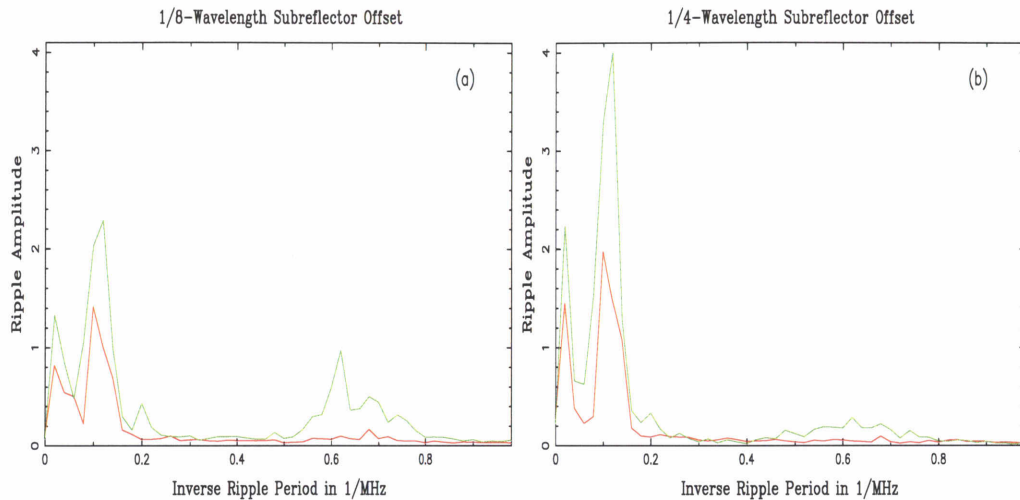 1/8-Wavelength Subreflector Offset
(a)
Ripple Amplitude
4
3
2
1
0
0 0.2 0.4 0.6 0.8
Inverse Ripple Period in 1/MHz
1/4-Wavelength Subreflector Offset
(b)
Ripple Amplitude
4
3
2
1
0
0 0.2 0.4 0.6 0.8
Inverse Ripple Period in 1/MHz